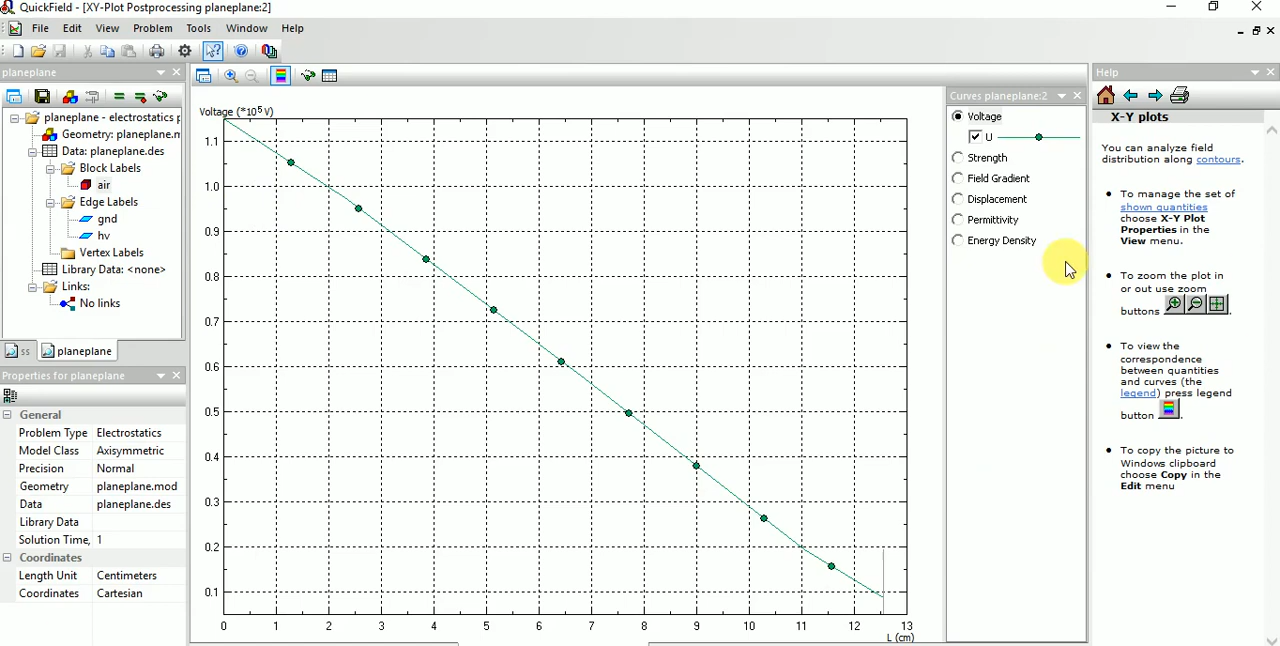 QuickField - [XY-Plot Postprocessing planeplane:2]
File Edit View Problem Tools Window Help
planeplane
planeplane - electrostatics p
Geometry: planeplane.m
Data: planeplane.des
Block Labels
air
Edge Labels
gnd
hv
Vertex Labels
Library Data: <none>
Links:
No links
ss planeplane
Properties for planeplane
General
Problem Type Electrostatics
Model Class Axisymmetric
Precision Normal
Geometry planeplane.mod
Data planeplane.des
Library Data
Solution Time, 1
Coordinates
Length Unit Centimeters
Coordinates Cartesian
Voltage (*10⁵V)
1.1
1.0
0.9
0.8
0.7
0.6
0.5
0.4
0.3
0.2
0.1
0 1 2 3 4 5 6 7 8 9 10 11 12 13
L (cm)
Curves planeplane:2
Voltage
U
Strength
Field Gradient
Displacement
Permittivity
Energy Density
Help
X-Y plots
You can analyze field
distribution along contours.
To manage the set of
shown quantities
choose X-Y Plot
Properties in the
View menu.
To zoom the plot in
or out use zoom
buttons .
To view the
correspondence
between quantities
and curves (the
legend) press legend
button .
To copy the picture to
Windows clipboard
choose Copy in the
Edit menu